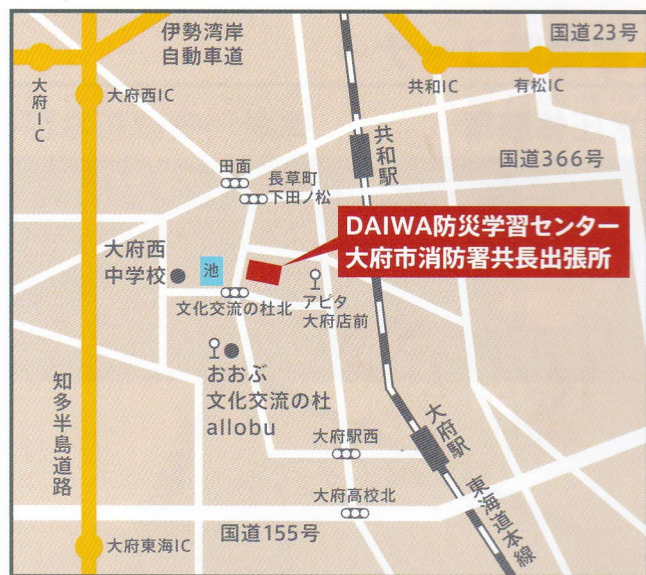 伊勢湾岸
自動車道
国道23号
大府IC
大府西IC
共和IC
有松IC
共和駅
田面
国道366号
長草町
下田ノ松
DAIWA防災学習センター
大府市消防署共長出張所
大府西
中学校
池
文化交流の杜北
アピタ
大府店前
おおぶ
文化交流の杜
allobu
知多半島道路
大府駅西
大府駅
大府高校北
東海道本線
国道155号
大府東海IC